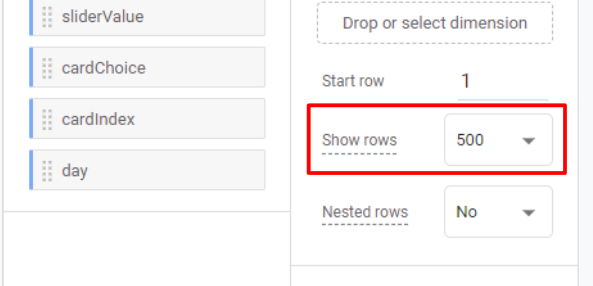 sliderValue
cardChoice
cardIndex
day
Drop or select dimension
Start row 1
Show rows 500
Nested rows No